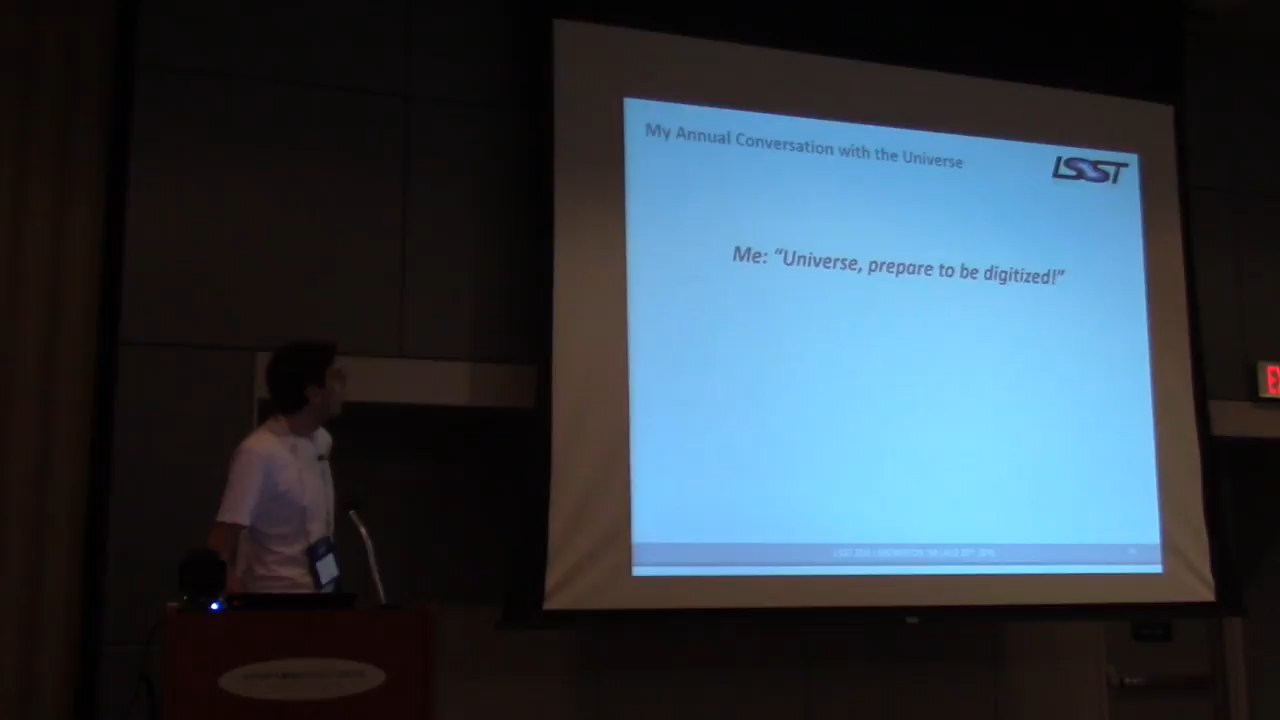 My Annual Conversation with the Universe
LSST
Me: “Universe, prepare to be digitized!”